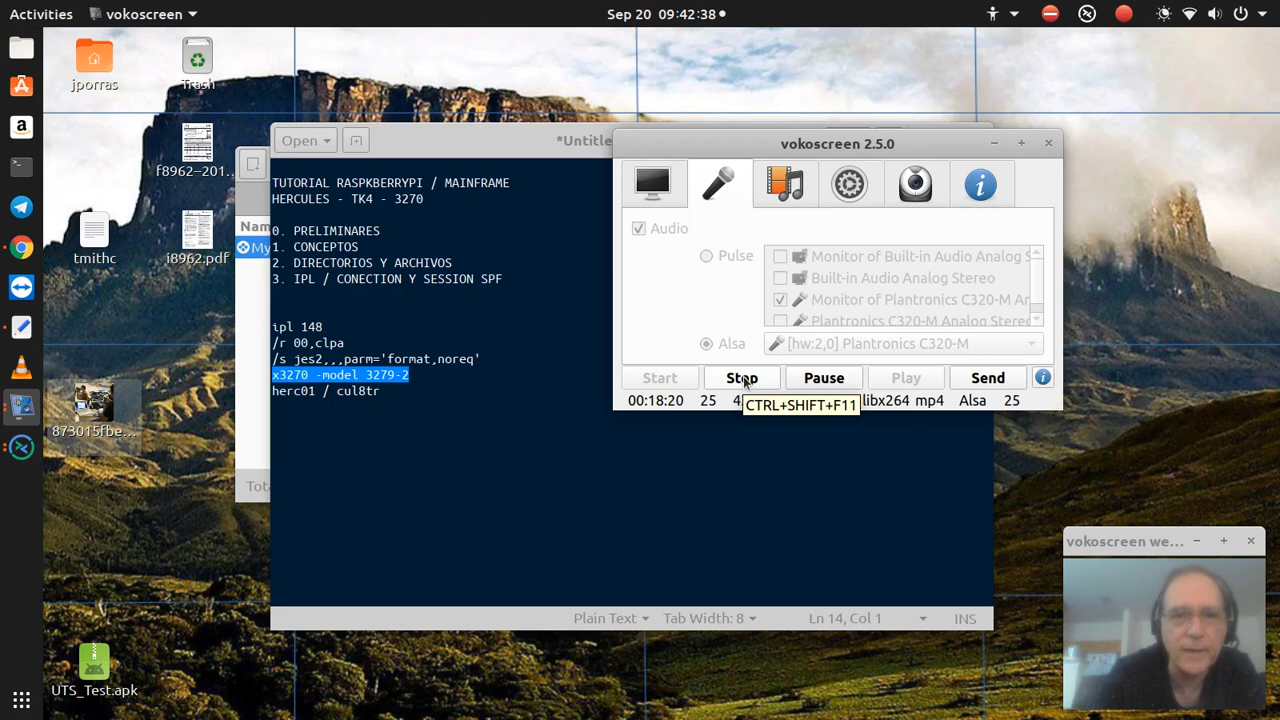 Activities
vokoscreen
Sep 20 09:42:38
jporras
Trash
f8962--201...
tmithc
i8962.pdf
873015fbe...
UTS_Test.apk
Nam
My
Tota
Open
*Untitle
TUTORIAL RASPKBERRYPI / MAINFRAME
HERCULES - TK4 - 3270
0. PRELIMINARES
1. CONCEPTOS
2. DIRECTORIOS Y ARCHIVOS
3. IPL / CONECTION Y SESSION SPF
ipl 148
/r 00,clpa
/s jes2,,,parm='format,noreq'
x3270 -model 3279-2
herc01 / cul8tr
Plain Text
Tab Width: 8
Ln 14, Col 1
INS
vokoscreen 2.5.0
Audio
Pulse
Monitor of Built-in Audio Analog S
Built-in Audio Analog Stereo
Monitor of Plantronics C320-M An
Plantronics C320-M Analog Stereo
Alsa
[hw:2,0] Plantronics C320-M
Start
Stop
Pause
Play
Send
00:18:20
25
libx264
mp4
Alsa
25
CTRL+SHIFT+F11
vokoscreen we...